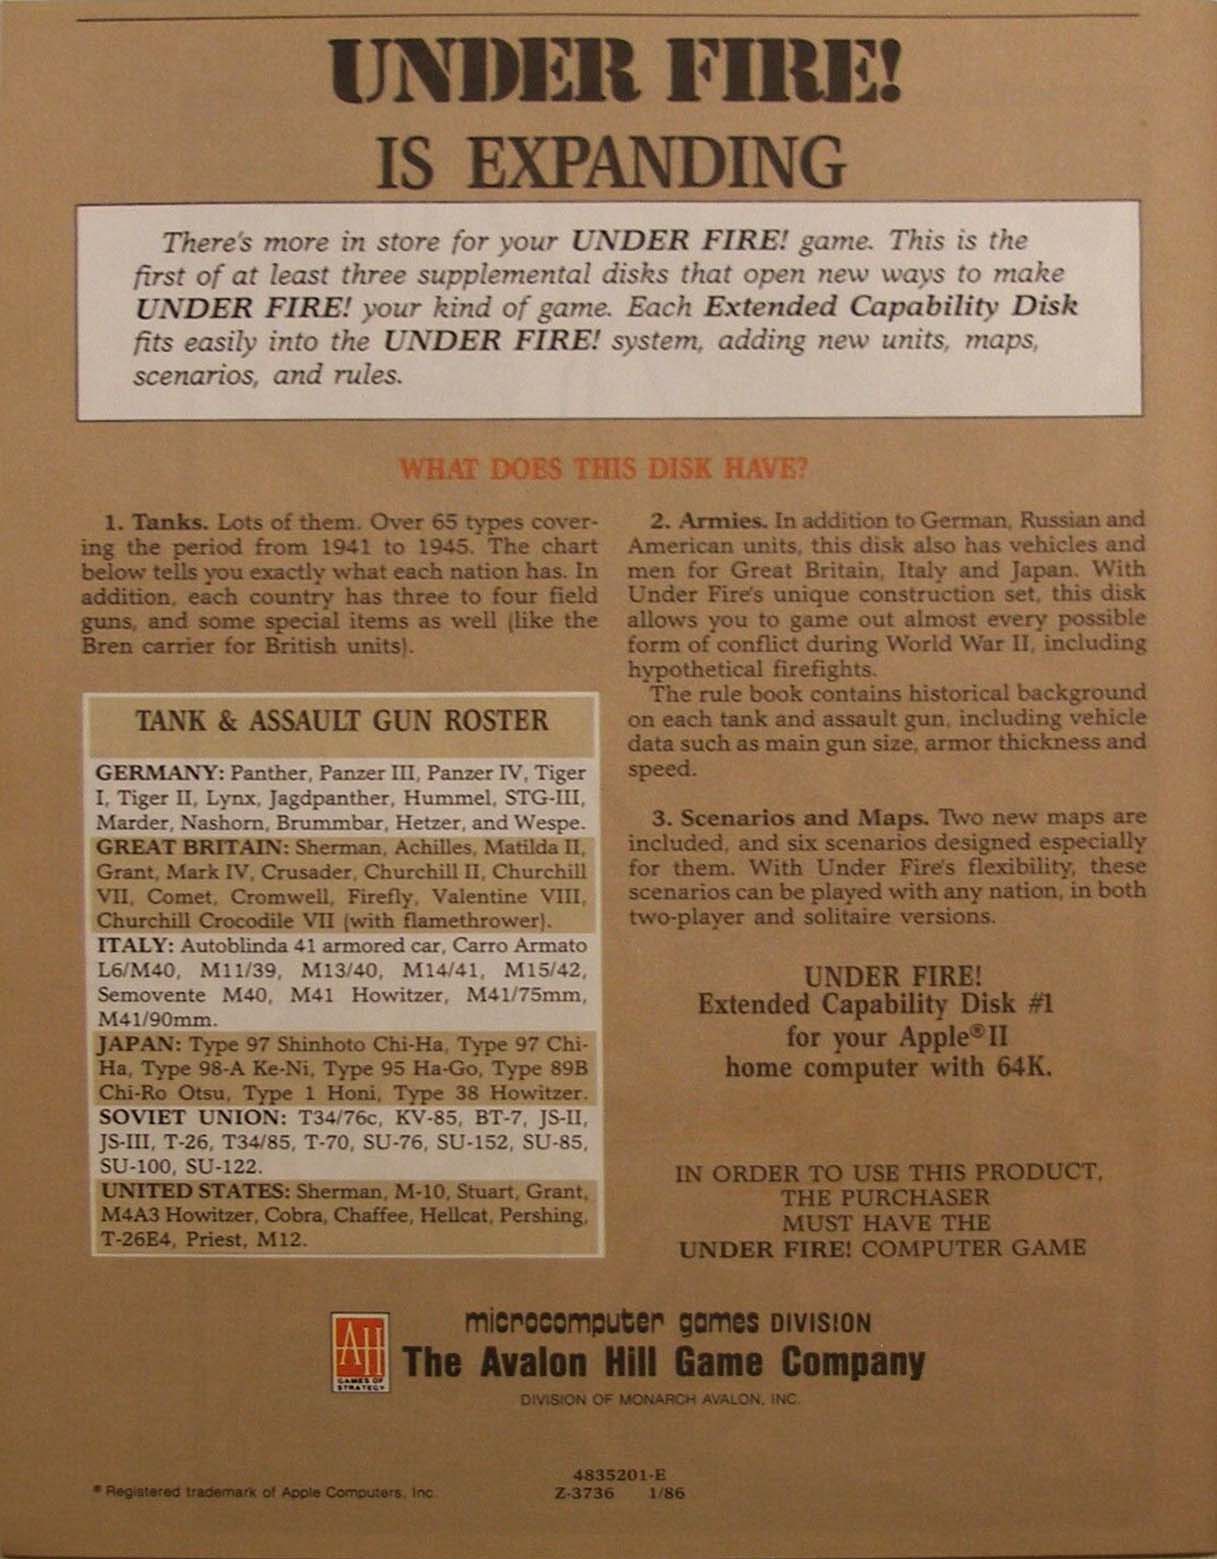 UNDER FIRE!
IS EXPANDING
There's more in store for your UNDER FIRE! game. This is the
first of at least three supplemental disks that open new ways to make
UNDER FIRE! your kind of game. Each Extended Capability Disk
fits easily into the UNDER FIRE! system, adding new units, maps,
scenarios, and rules.
WHAT DOES THIS DISK HAVE?
1. Tanks. Lots of them. Over 65 types cover-
ing the period from 1941 to 1945. The chart
below tells you exactly what each nation has. In
addition, each country has three to four field
guns, and some special items as well (like the
Bren carrier for British units).
TANK & ASSAULT GUN ROSTER
GERMANY: Panther, Panzer III, Panzer IV, Tiger
I, Tiger II, Lynx, Jagdpanther, Hummel, STG-III,
Marder, Nashorn, Brummbar, Hetzer, and Wespe.
GREAT BRITAIN: Sherman, Achilles, Matilda II,
Grant, Mark IV, Crusader, Churchill II, Churchill
VII, Comet, Cromwell, Firefly, Valentine VIII,
Churchill Crocodile VII (with flamethrower).
ITALY: Autoblinda 41 armored car, Carro Armato
L6/M40, M11/39, M13/40, M14/41, M15/42,
Semovente M40, M41 Howitzer, M41/75mm,
M41/90mm.
JAPAN: Type 97 Shinhoto Chi-Ha, Type 97 Chi-
Ha, Type 98-A Ke-Ni, Type 95 Ha-Go, Type 89B
Chi-Ro Otsu, Type 1 Honi, Type 38 Howitzer.
SOVIET UNION: T34/76c, KV-85, BT-7, JS-II,
JS-III, T-26, T34/85, T-70, SU-76, SU-152, SU-85,
SU-100, SU-122.
UNITED STATES: Sherman, M-10, Stuart, Grant,
M4A3 Howitzer, Cobra, Chaffee, Hellcat, Pershing,
T-26E4, Priest, M12.
2. Armies. In addition to German, Russian and
American units, this disk also has vehicles and
men for Great Britain, Italy and Japan. With
Under Fire's unique construction set, this disk
allows you to game out almost every possible
form of conflict during World War II, including
hypothetical firefights.
The rule book contains historical background
on each tank and assault gun, including vehicle
data such as main gun size, armor thickness and
speed.
3. Scenarios and Maps. Two new maps are
included, and six scenarios designed especially
for them. With Under Fire's flexibility, these
scenarios can be played with any nation, in both
two-player and solitaire versions.
UNDER FIRE!
Extended Capability Disk #1
for your Apple® II
home computer with 64K.
IN ORDER TO USE THIS PRODUCT,
THE PURCHASER
MUST HAVE THE
UNDER FIRE! COMPUTER GAME
AH
GAMES OF
STRATEGY
microcomputer games DIVISION
The Avalon Hill Game Company
DIVISION OF MONARCH AVALON, INC.
® Registered trademark of Apple Computers, Inc.
4835201-E
Z-3736 1/86